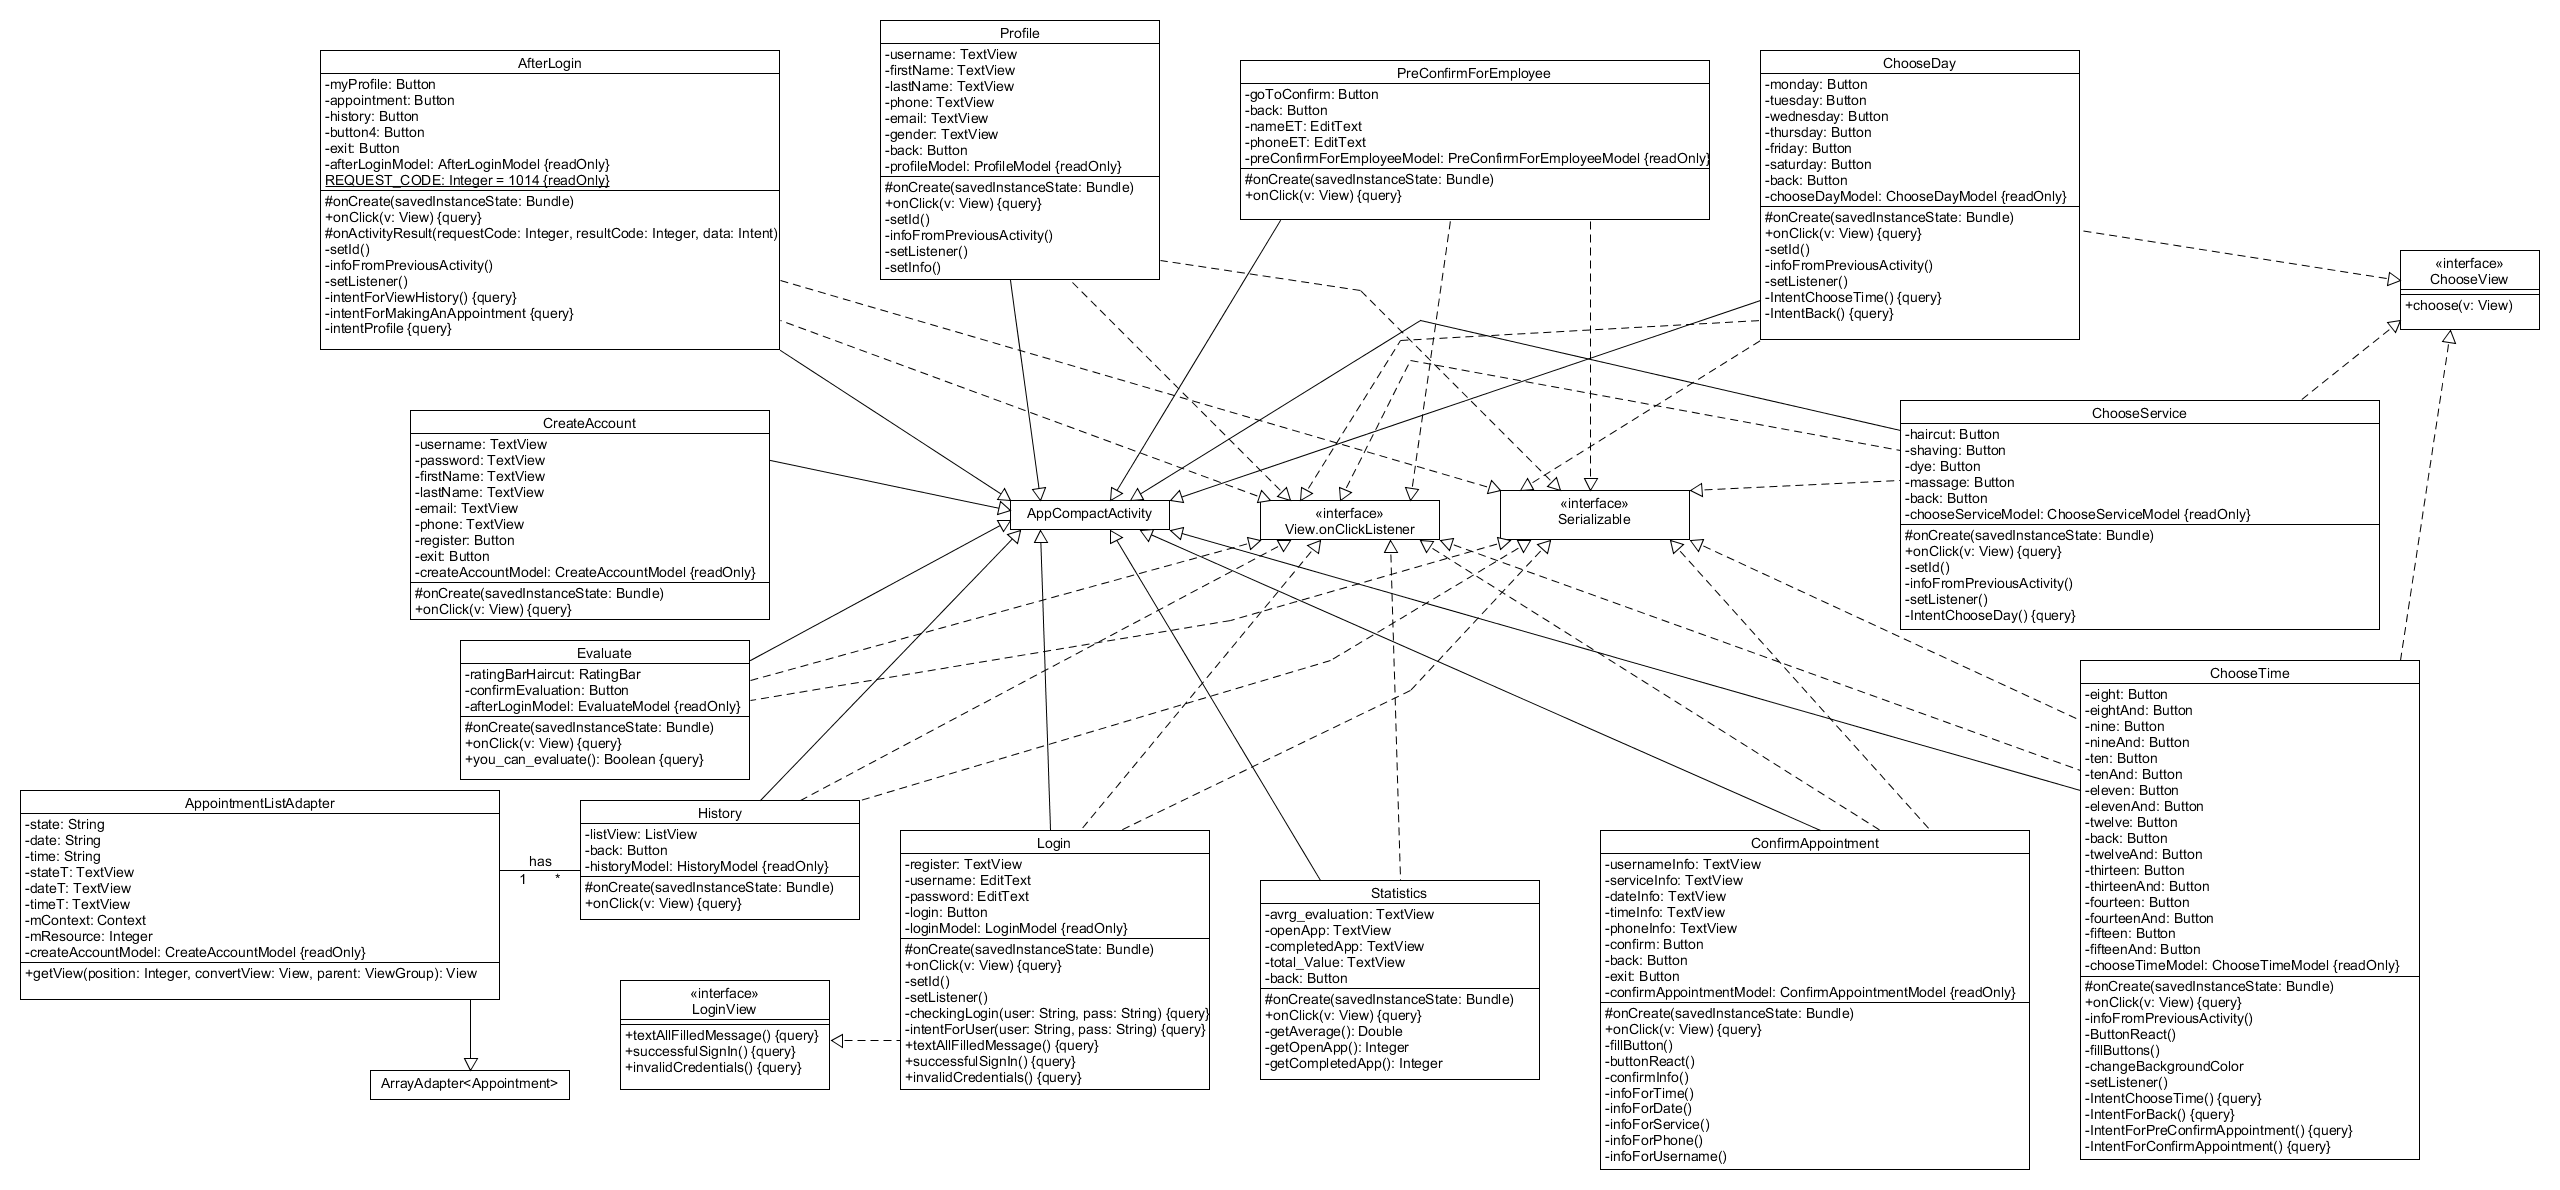 AfterLogin
-myProfile: Button
-appointment: Button
-history: Button
-button4: Button
-exit: Button
-afterLoginModel: AfterLoginModel {readOnly}
REQUEST_CODE: Integer = 1014 {readOnly}
#onCreate(savedInstanceState: Bundle)
+onClick(v: View) {query}
#onActivityResult(requestCode: Integer, resultCode: Integer, data: Intent)
-setId()
-infoFromPreviousActivity()
-setListener()
-intentForViewHistory() {query}
-intentForMakingAnAppointment {query}
-intentProfile {query}
Profile
-username: TextView
-firstName: TextView
-lastName: TextView
-phone: TextView
-email: TextView
-gender: TextView
-back: Button
-profileModel: ProfileModel {readOnly}
#onCreate(savedInstanceState: Bundle)
+onClick(v: View) {query}
-setId()
-infoFromPreviousActivity()
-setListener()
-setInfo()
PreConfirmForEmployee
-goToConfirm: Button
-back: Button
-nameET: EditText
-phoneET: EditText
-preConfirmForEmployeeModel: PreConfirmForEmployeeModel {readOnly}
#onCreate(savedInstanceState: Bundle)
+onClick(v: View) {query}
ChooseDay
-monday: Button
-tuesday: Button
-wednesday: Button
-thursday: Button
-friday: Button
-saturday: Button
-back: Button
-chooseDayModel: ChooseDayModel {readOnly}
#onCreate(savedInstanceState: Bundle)
+onClick(v: View) {query}
-setId()
-infoFromPreviousActivity()
-setListener()
-IntentChooseTime() {query}
-IntentBack() {query}
«interface»
ChooseView
+choose(v: View)
CreateAccount
-username: TextView
-password: TextView
-firstName: TextView
-lastName: TextView
-email: TextView
-phone: TextView
-register: Button
-exit: Button
-createAccountModel: CreateAccountModel {readOnly}
#onCreate(savedInstanceState: Bundle)
+onClick(v: View) {query}
AppCompactActivity
«interface»
View.onClickListener
«interface»
Serializable
ChooseService
-haircut: Button
-shaving: Button
-dye: Button
-massage: Button
-back: Button
-chooseServiceModel: ChooseServiceModel {readOnly}
#onCreate(savedInstanceState: Bundle)
+onClick(v: View) {query}
-setId()
-infoFromPreviousActivity()
-setListener()
-IntentChooseDay() {query}
Evaluate
-ratingBarHaircut: RatingBar
-confirmEvaluation: Button
-afterLoginModel: EvaluateModel {readOnly}
#onCreate(savedInstanceState: Bundle)
+onClick(v: View) {query}
+you_can_evaluate(): Boolean {query}
AppointmentListAdapter
-state: String
-date: String
-time: String
-stateT: TextView
-dateT: TextView
-timeT: TextView
-mContext: Context
-mResource: Integer
-createAccountModel: CreateAccountModel {readOnly}
+getView(position: Integer, convertView: View, parent: ViewGroup): View
has
1 *
History
-listView: ListView
-back: Button
-historyModel: HistoryModel {readOnly}
#onCreate(savedInstanceState: Bundle)
+onClick(v: View) {query}
ArrayAdapter<Appointment>
«interface»
LoginView
+textAllFilledMessage() {query}
+successfulSignIn() {query}
+invalidCredentials() {query}
Login
-register: TextView
-username: EditText
-password: EditText
-login: Button
-loginModel: LoginModel {readOnly}
#onCreate(savedInstanceState: Bundle)
+onClick(v: View) {query}
-setId()
-setListener()
-checkingLogin(user: String, pass: String) {query}
-intentForUser(user: String, pass: String) {query}
+textAllFilledMessage() {query}
+successfulSignIn() {query}
+invalidCredentials() {query}
Statistics
-avrg_evaluation: TextView
-openApp: TextView
-completedApp: TextView
-total_Value: TextView
-back: Button
#onCreate(savedInstanceState: Bundle)
+onClick(v: View) {query}
-getAverage(): Double
-getOpenApp(): Integer
-getCompletedApp(): Integer
ConfirmAppointment
-usernameInfo: TextView
-serviceInfo: TextView
-dateInfo: TextView
-timeInfo: TextView
-phoneInfo: TextView
-confirm: Button
-back: Button
-exit: Button
-confirmAppointmentModel: ConfirmAppointmentModel {readOnly}
#onCreate(savedInstanceState: Bundle)
+onClick(v: View) {query}
-fillButton()
-buttonReact()
-confirmInfo()
-infoForTime()
-infoForDate()
-infoForService()
-infoForPhone()
-infoForUsername()
ChooseTime
-eight: Button
-eightAnd: Button
-nine: Button
-nineAnd: Button
-ten: Button
-tenAnd: Button
-eleven: Button
-elevenAnd: Button
-twelve: Button
-back: Button
-twelveAnd: Button
-thirteen: Button
-thirteenAnd: Button
-fourteen: Button
-fourteenAnd: Button
-fifteen: Button
-fifteenAnd: Button
-chooseTimeModel: ChooseTimeModel {readOnly}
#onCreate(savedInstanceState: Bundle)
+onClick(v: View) {query}
-infoFromPreviousActivity()
-ButtonReact()
-fillButtons()
-changeBackgroundColor
-setListener()
-IntentChooseTime() {query}
-IntentForBack() {query}
-IntentForPreConfirmAppointment() {query}
-IntentForConfirmAppointment() {query}